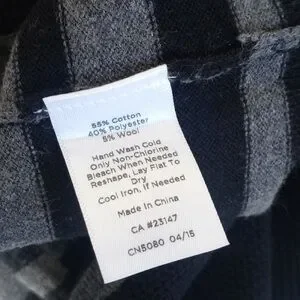 55% Cotton
40% Polyester
5% Wool
Hand Wash Cold
Only Non-Chlorine
Bleach When Needed
Reshape, Lay Flat To
Dry
Cool Iron, If Needed
Made In China
CA #23147
CN5080 04/15